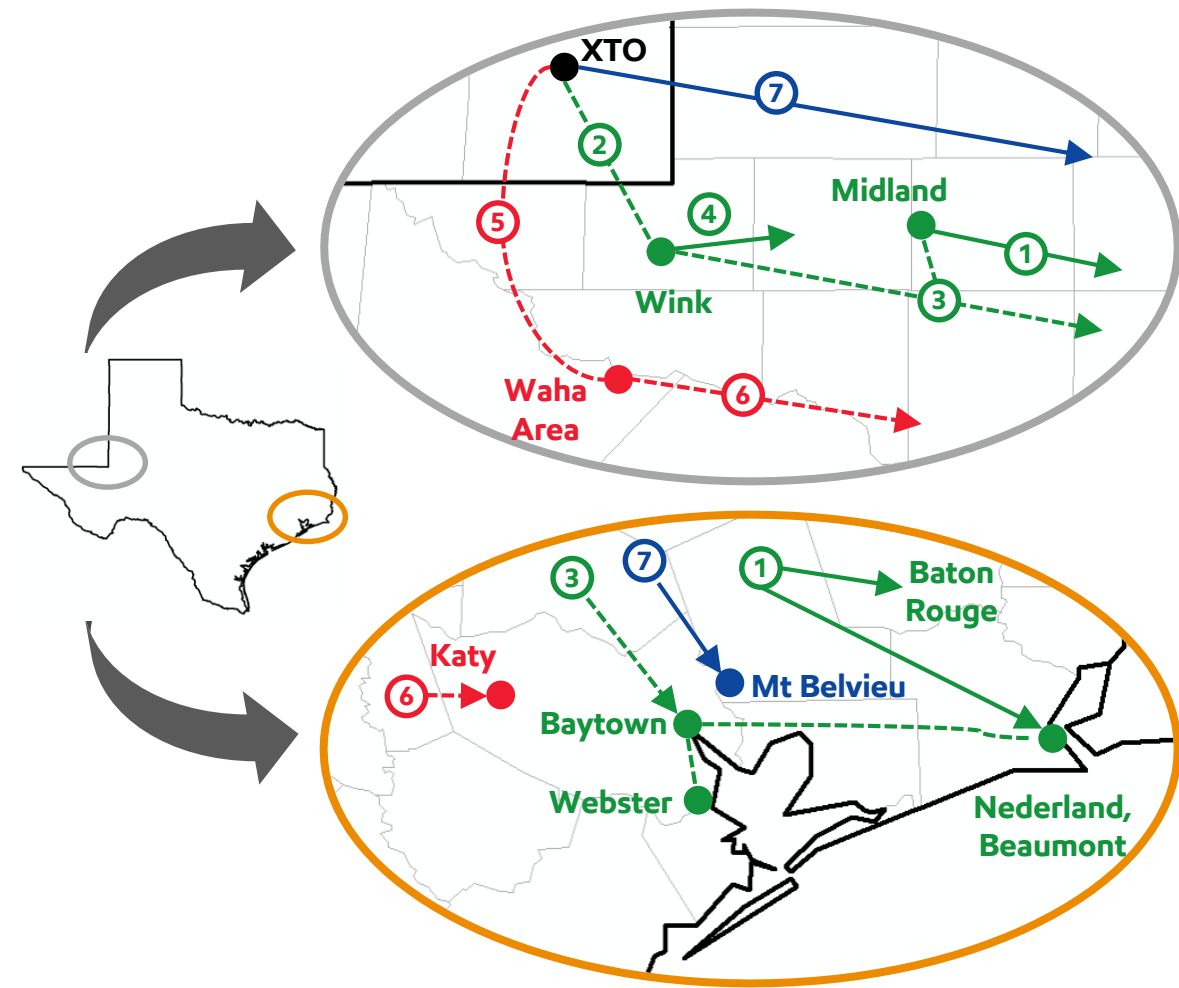 XTO
7
2
Midland
5
4
1
Wink
3
Waha
Area
6
3
7
1
Baton
Rouge
Katy
6
Mt Belvieu
Baytown
Webster
Nederland,
Beaumont